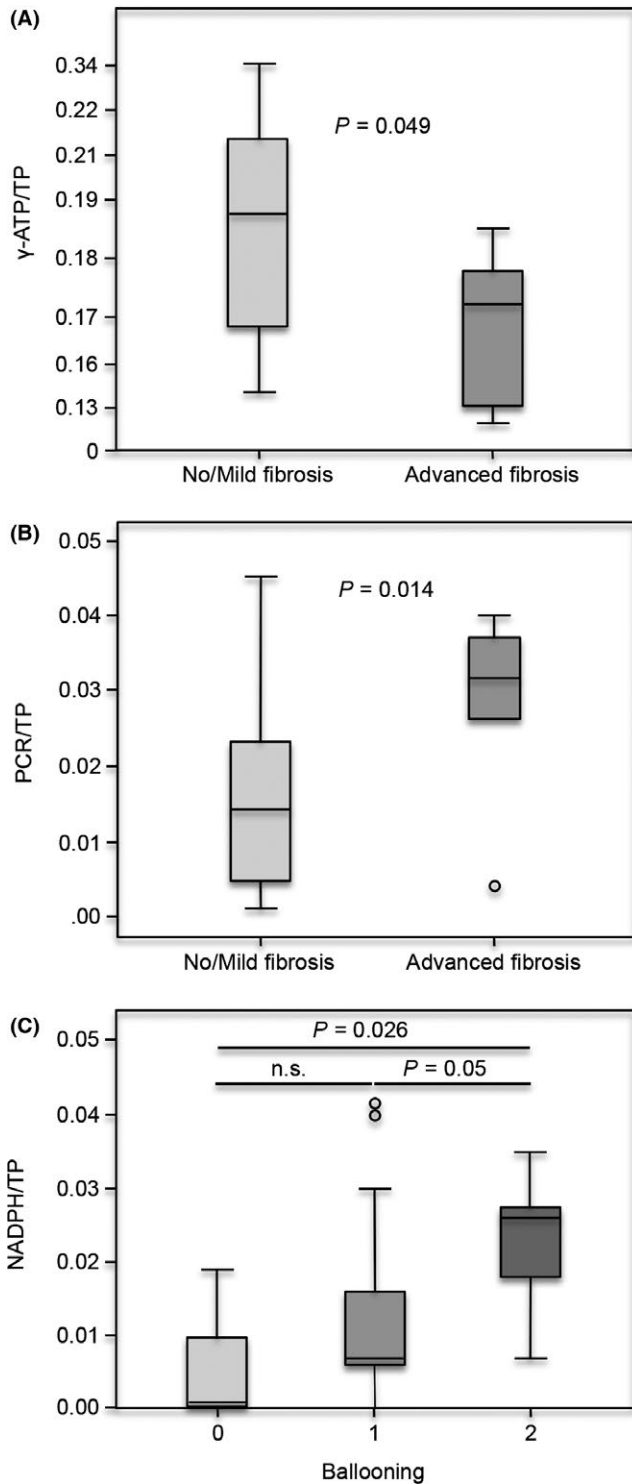 (A)
0.34
0.22
P = 0.049
0.21
0.19
γ-ATP/TP
0.18
0.17
0.16
0.13
0
No/Mild fibrosis Advanced fibrosis
(B)
0.05
P = 0.014
0.04
0.03
PCR/TP
0.02
0.01
.00
No/Mild fibrosis Advanced fibrosis
(C)
P = 0.026
0.05
n.s. P = 0.05
0.04
0.03
NADPH/TP
0.02
0.01
0.00
0 1 2
Ballooning